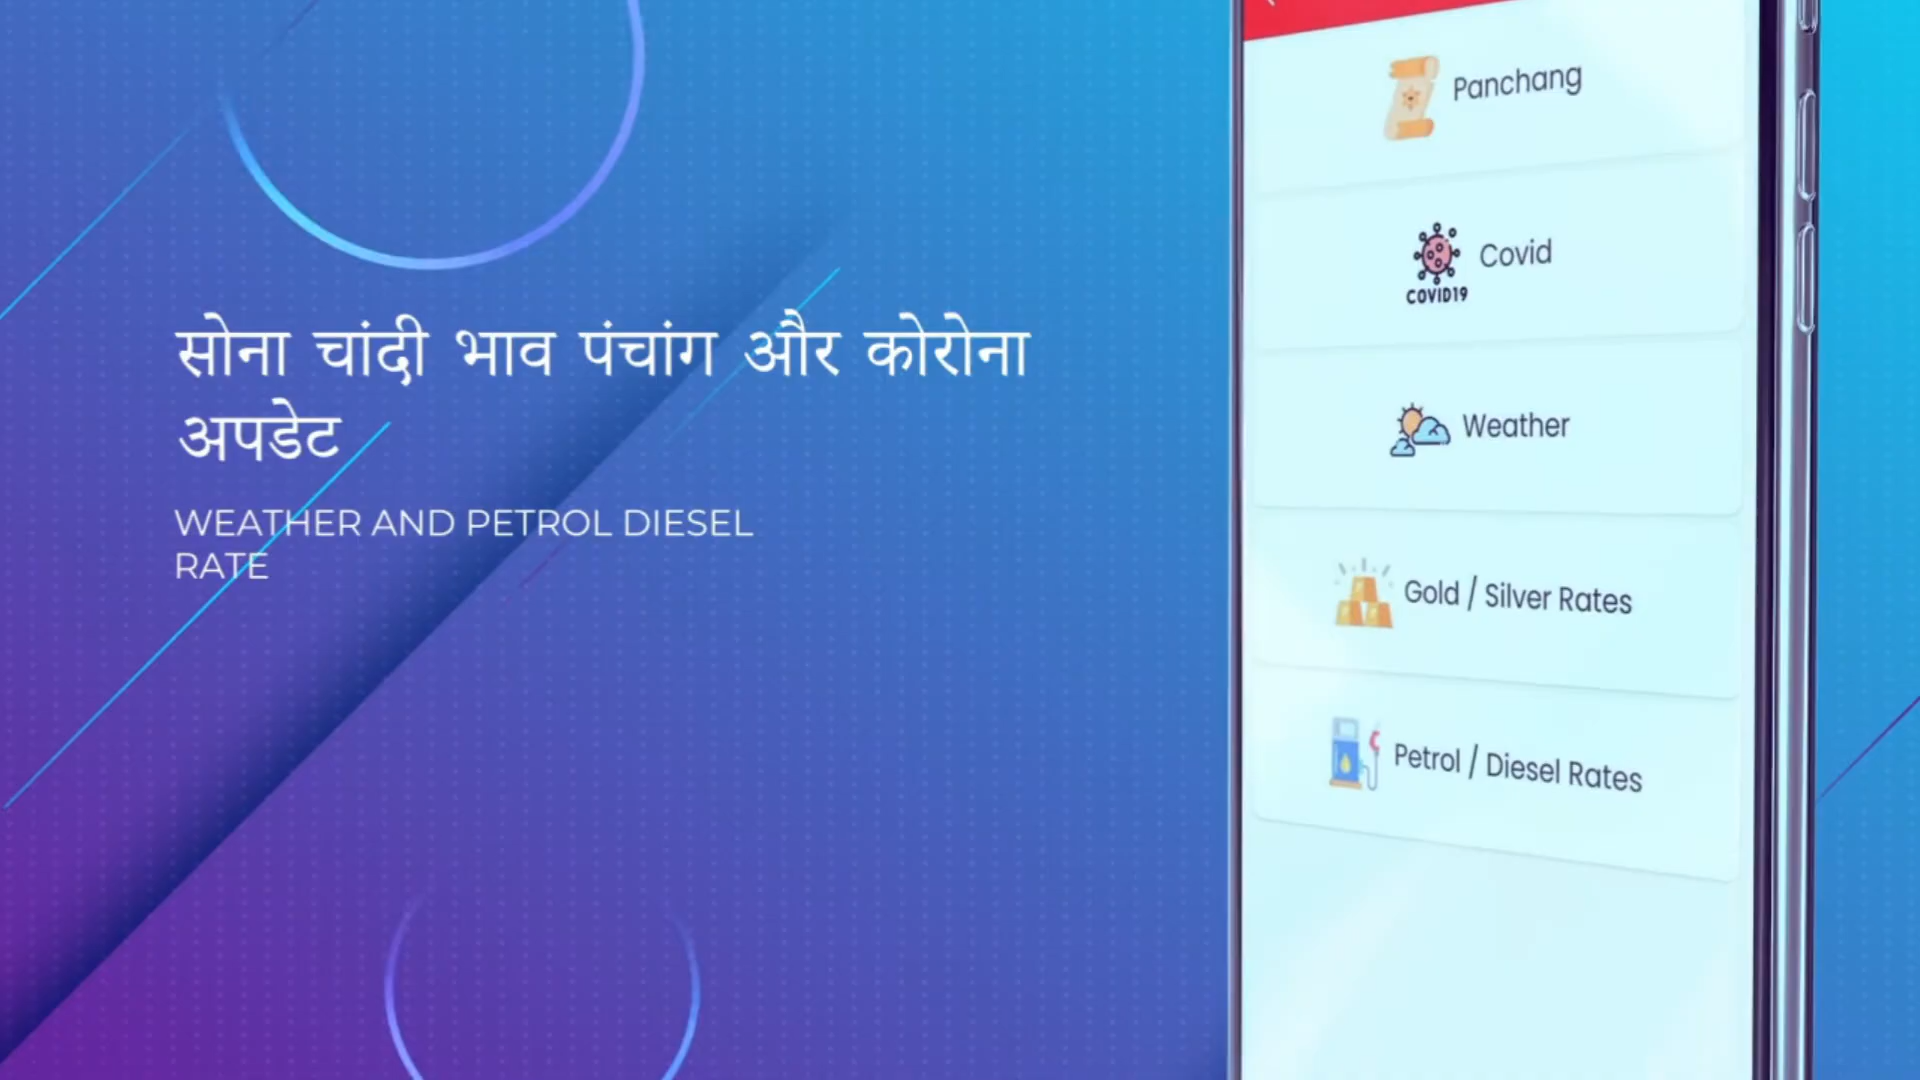 सोना चांदी भाव पंचांग और कोरोना
अपडेट
WEATHER AND PETROL DIESEL
RATE
Panchang
COVID19
Covid
Weather
Gold / Silver Rates
Petrol / Diesel Rates